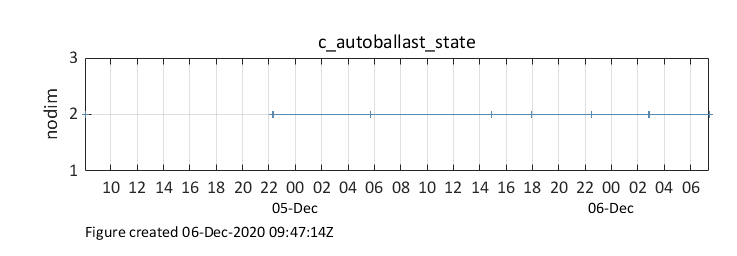 c_autoballast_state
3
nodim
2
1
10 12 14 16 18 20 22 00 02 04 06 08 10 12 14 16 18 20 22 00 02 04 06
05-Dec 06-Dec
Figure created 06-Dec-2020 09:47:14Z